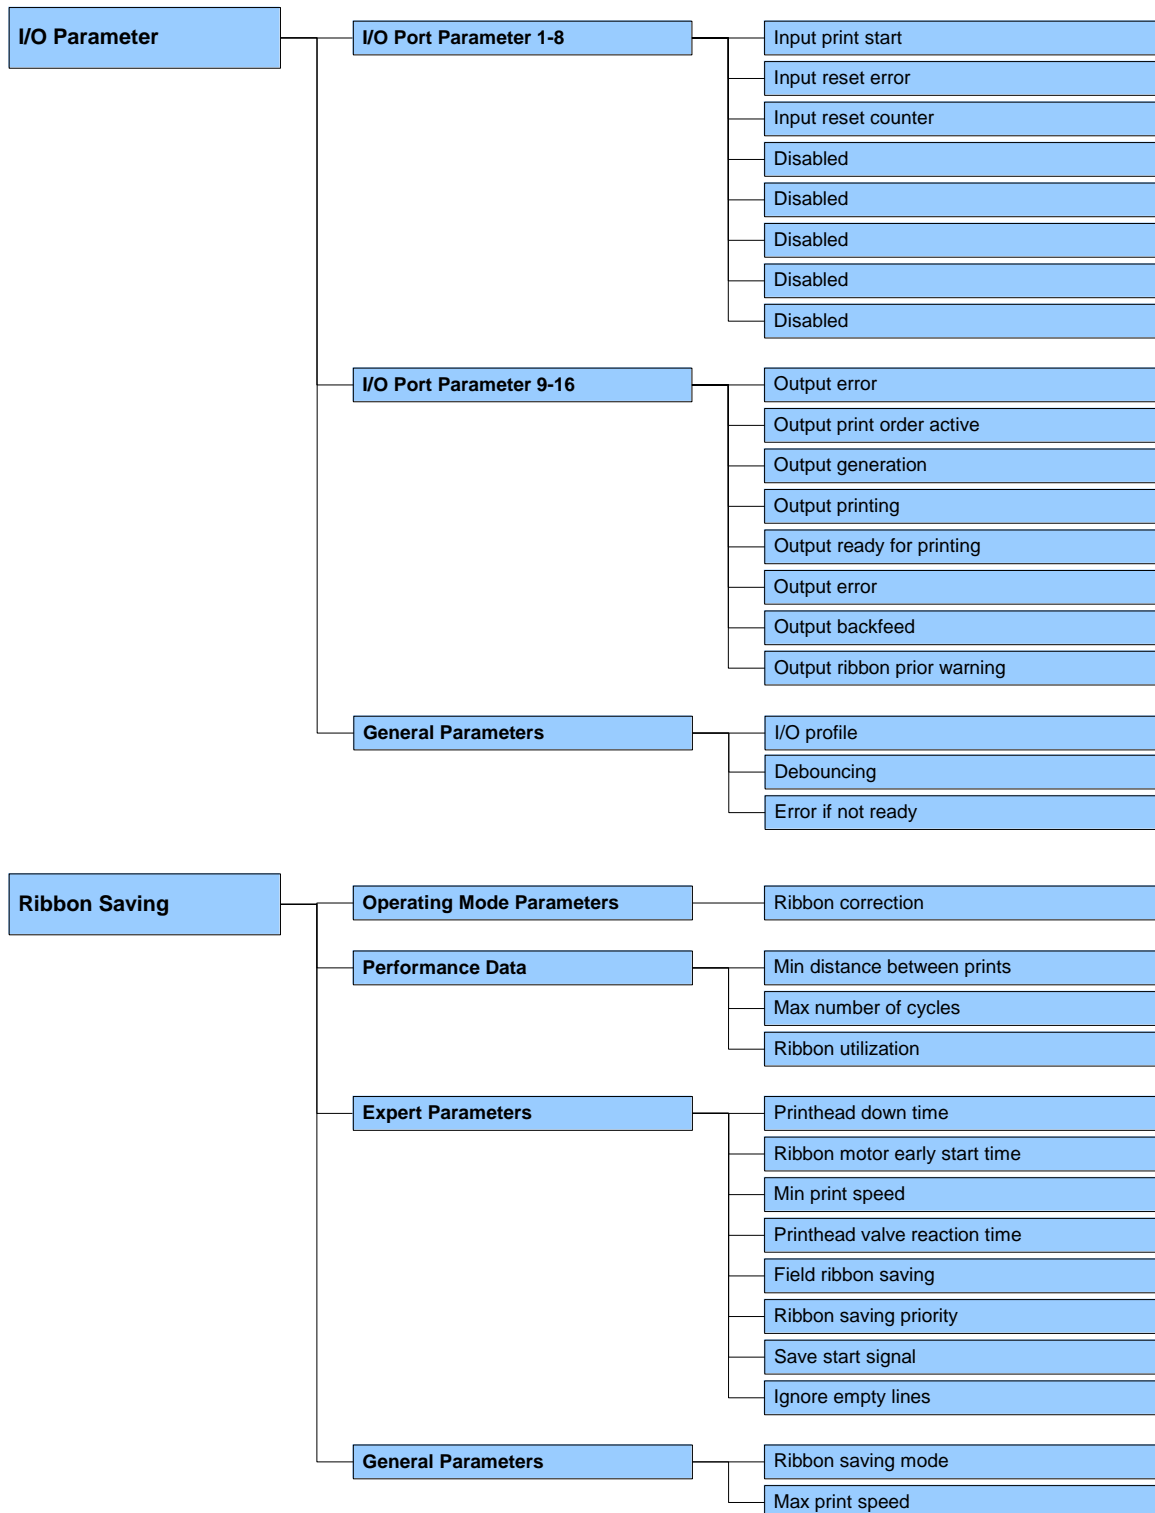 I/O Parameter
I/O Port Parameter 1-8
Input print start
Input reset error
Input reset counter
Disabled
Disabled
Disabled
Disabled
Disabled
I/O Port Parameter 9-16
Output error
Output print order active
Output generation
Output printing
Output ready for printing
Output error
Output backfeed
Output ribbon prior warning
General Parameters
I/O profile
Debouncing
Error if not ready
Ribbon Saving
Operating Mode Parameters
Ribbon correction
Performance Data
Min distance between prints
Max number of cycles
Ribbon utilization
Expert Parameters
Printhead down time
Ribbon motor early start time
Min print speed
Printhead valve reaction time
Field ribbon saving
Ribbon saving priority
Save start signal
Ignore empty lines
General Parameters
Ribbon saving mode
Max print speed